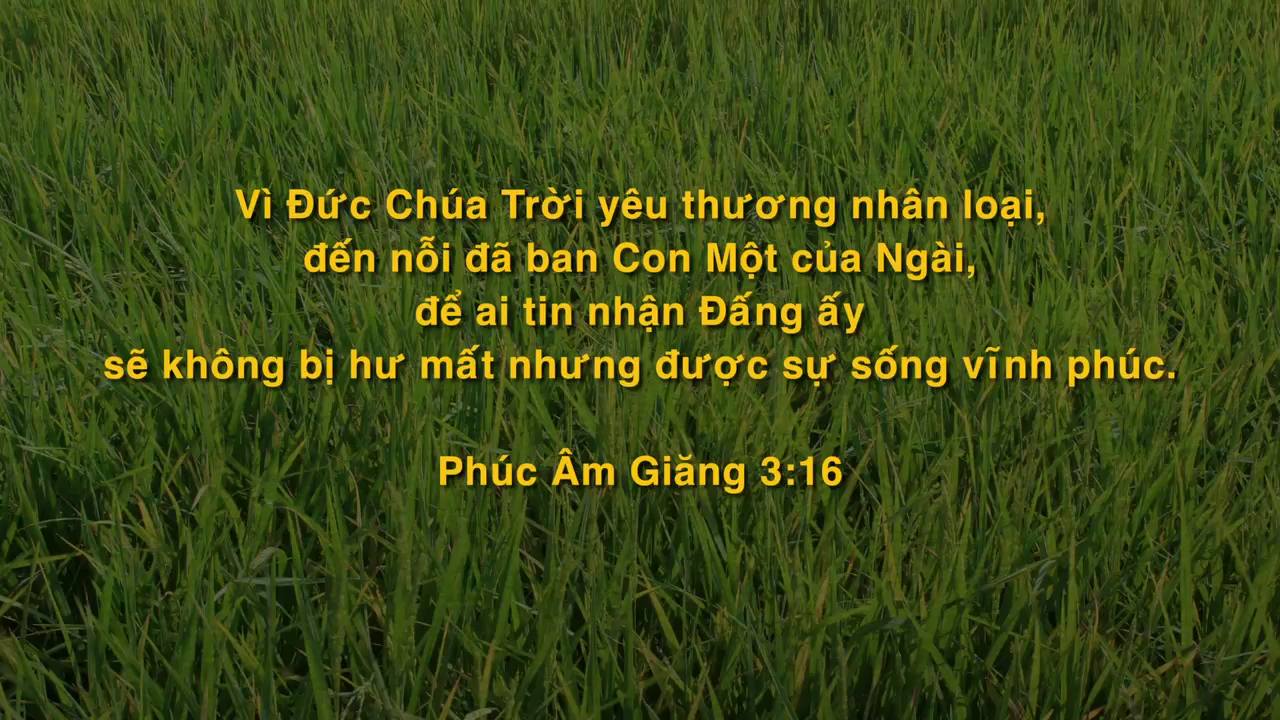 Vì Đức Chúa Trời yêu thương nhân loại,
đến nỗi đã ban Con Một của Ngài,
để ai tin nhận Đấng ấy
sẽ không bị hư mất nhưng được sự sống vĩnh phúc.
Phúc Âm Giăng 3:16